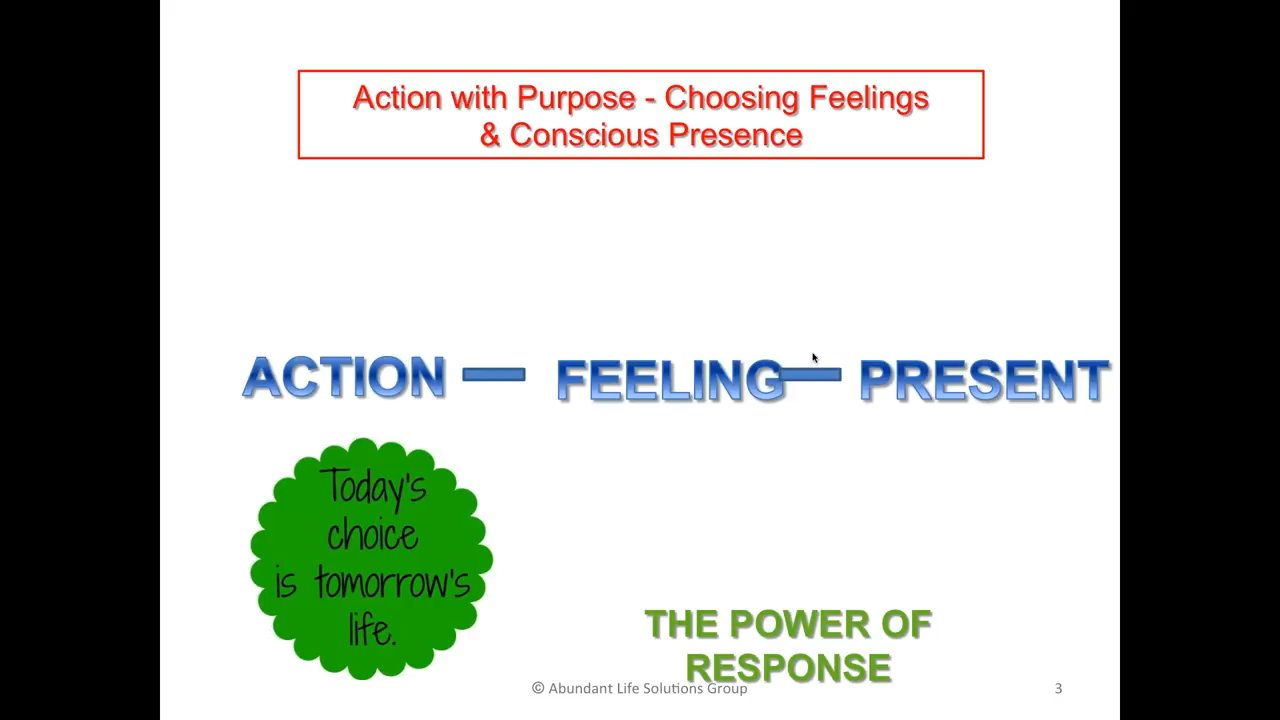 Action with Purpose - Choosing Feelings
& Conscious Presence
ACTION — FEELING — PRESENT
Today's
choice
is tomorrow's
life.
THE POWER OF
RESPONSE
© Abundant Life Solutions Group
3